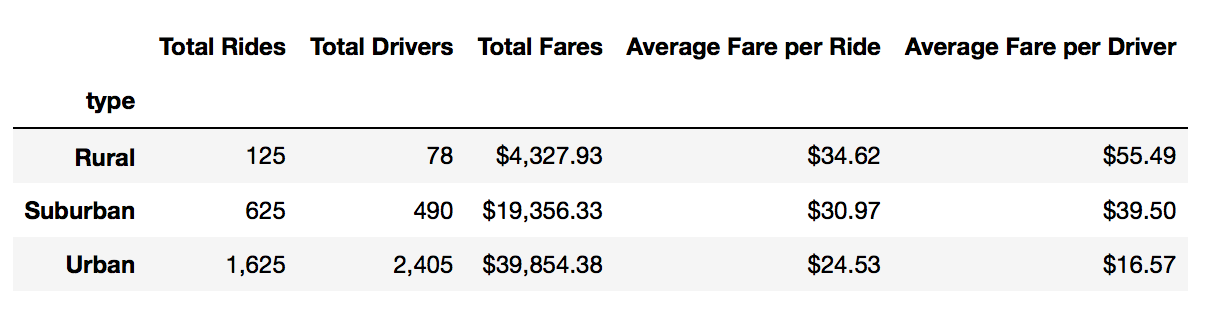 Total Rides Total Drivers Total Fares Average Fare per Ride Average Fare per Driver
type
Rural 125 78 $4,327.93 $34.62 $55.49
Suburban 625 490 $19,356.33 $30.97 $39.50
Urban 1,625 2,405 $39,854.38 $24.53 $16.57